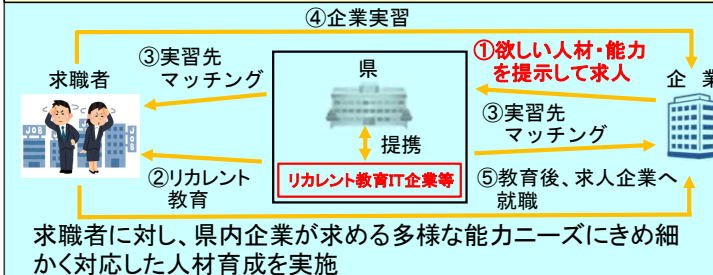 ④企業実習
①欲しい人材・能力
を提示して求人
③実習先
マッチング
県
求職者
企 業
③実習先
マッチング
提携
②リカレント
教育
リカレント教育IT企業等
⑤教育後、求人企業へ
就職
JOB
JOB
JOB
求職者に対し、県内企業が求める多様な能力ニーズにきめ細
かく対応した人材育成を実施